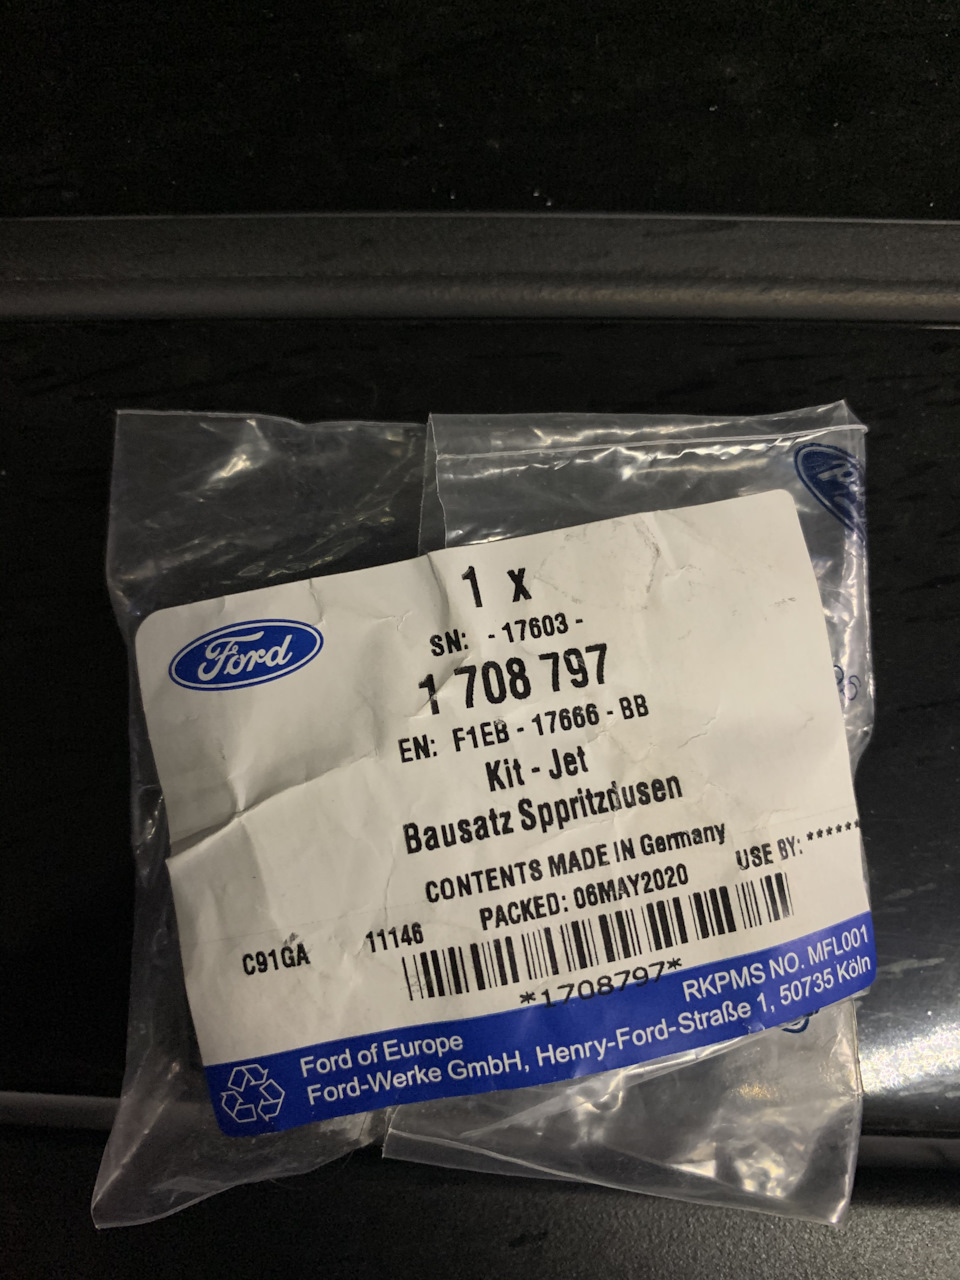 1 x
Ford
SN: - 17603 -
1 708 797
EN: F1EB - 17666 - BB
Kit - Jet
Bausatz Sppritzdusen
CONTENTS MADE IN Germany
PACKED: 06MAY2020
USE BY: ******
C91GA
11146
*1708797*
RKPMS NO. MFL001
Ford of Europe
Ford-Werke GmbH, Henry-Ford-Straße 1, 50735 Köln